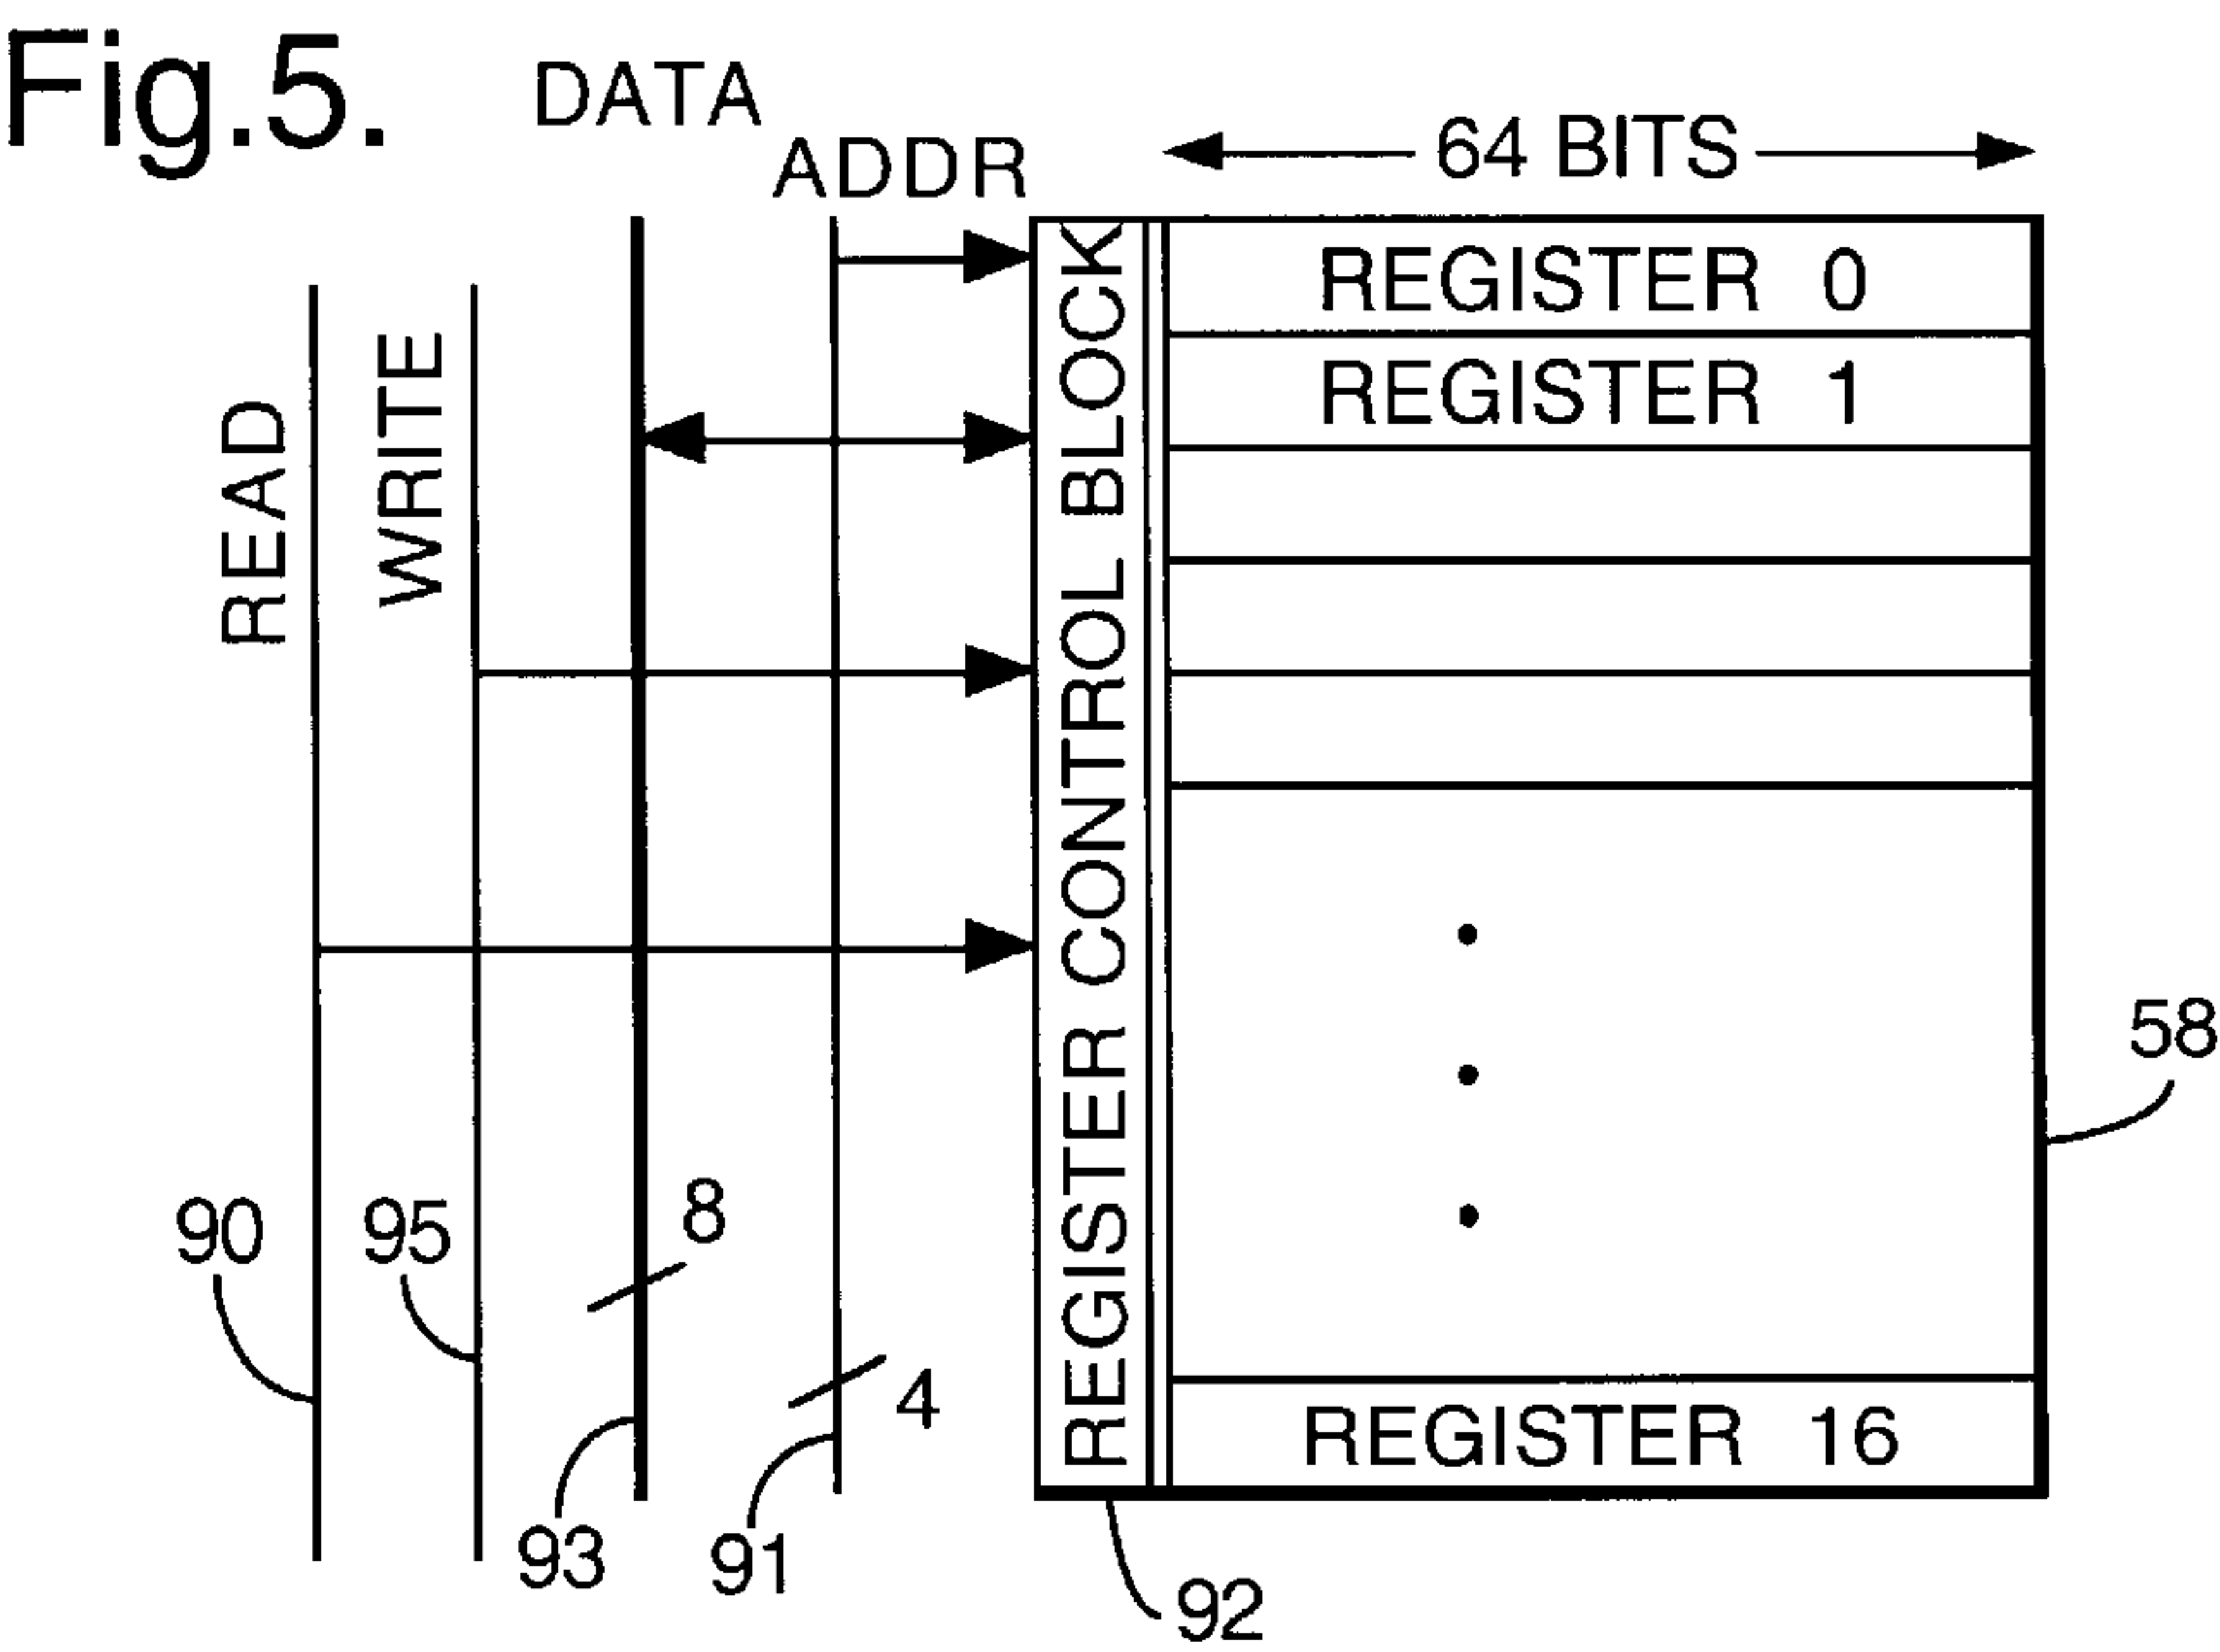 Fig.5.
DATA
ADDR
64 BITS
READ
WRITE
REGISTER CONTROL BLOCK
REGISTER 0
REGISTER 1
REGISTER 16
58
90
95
8
4
93
91
92